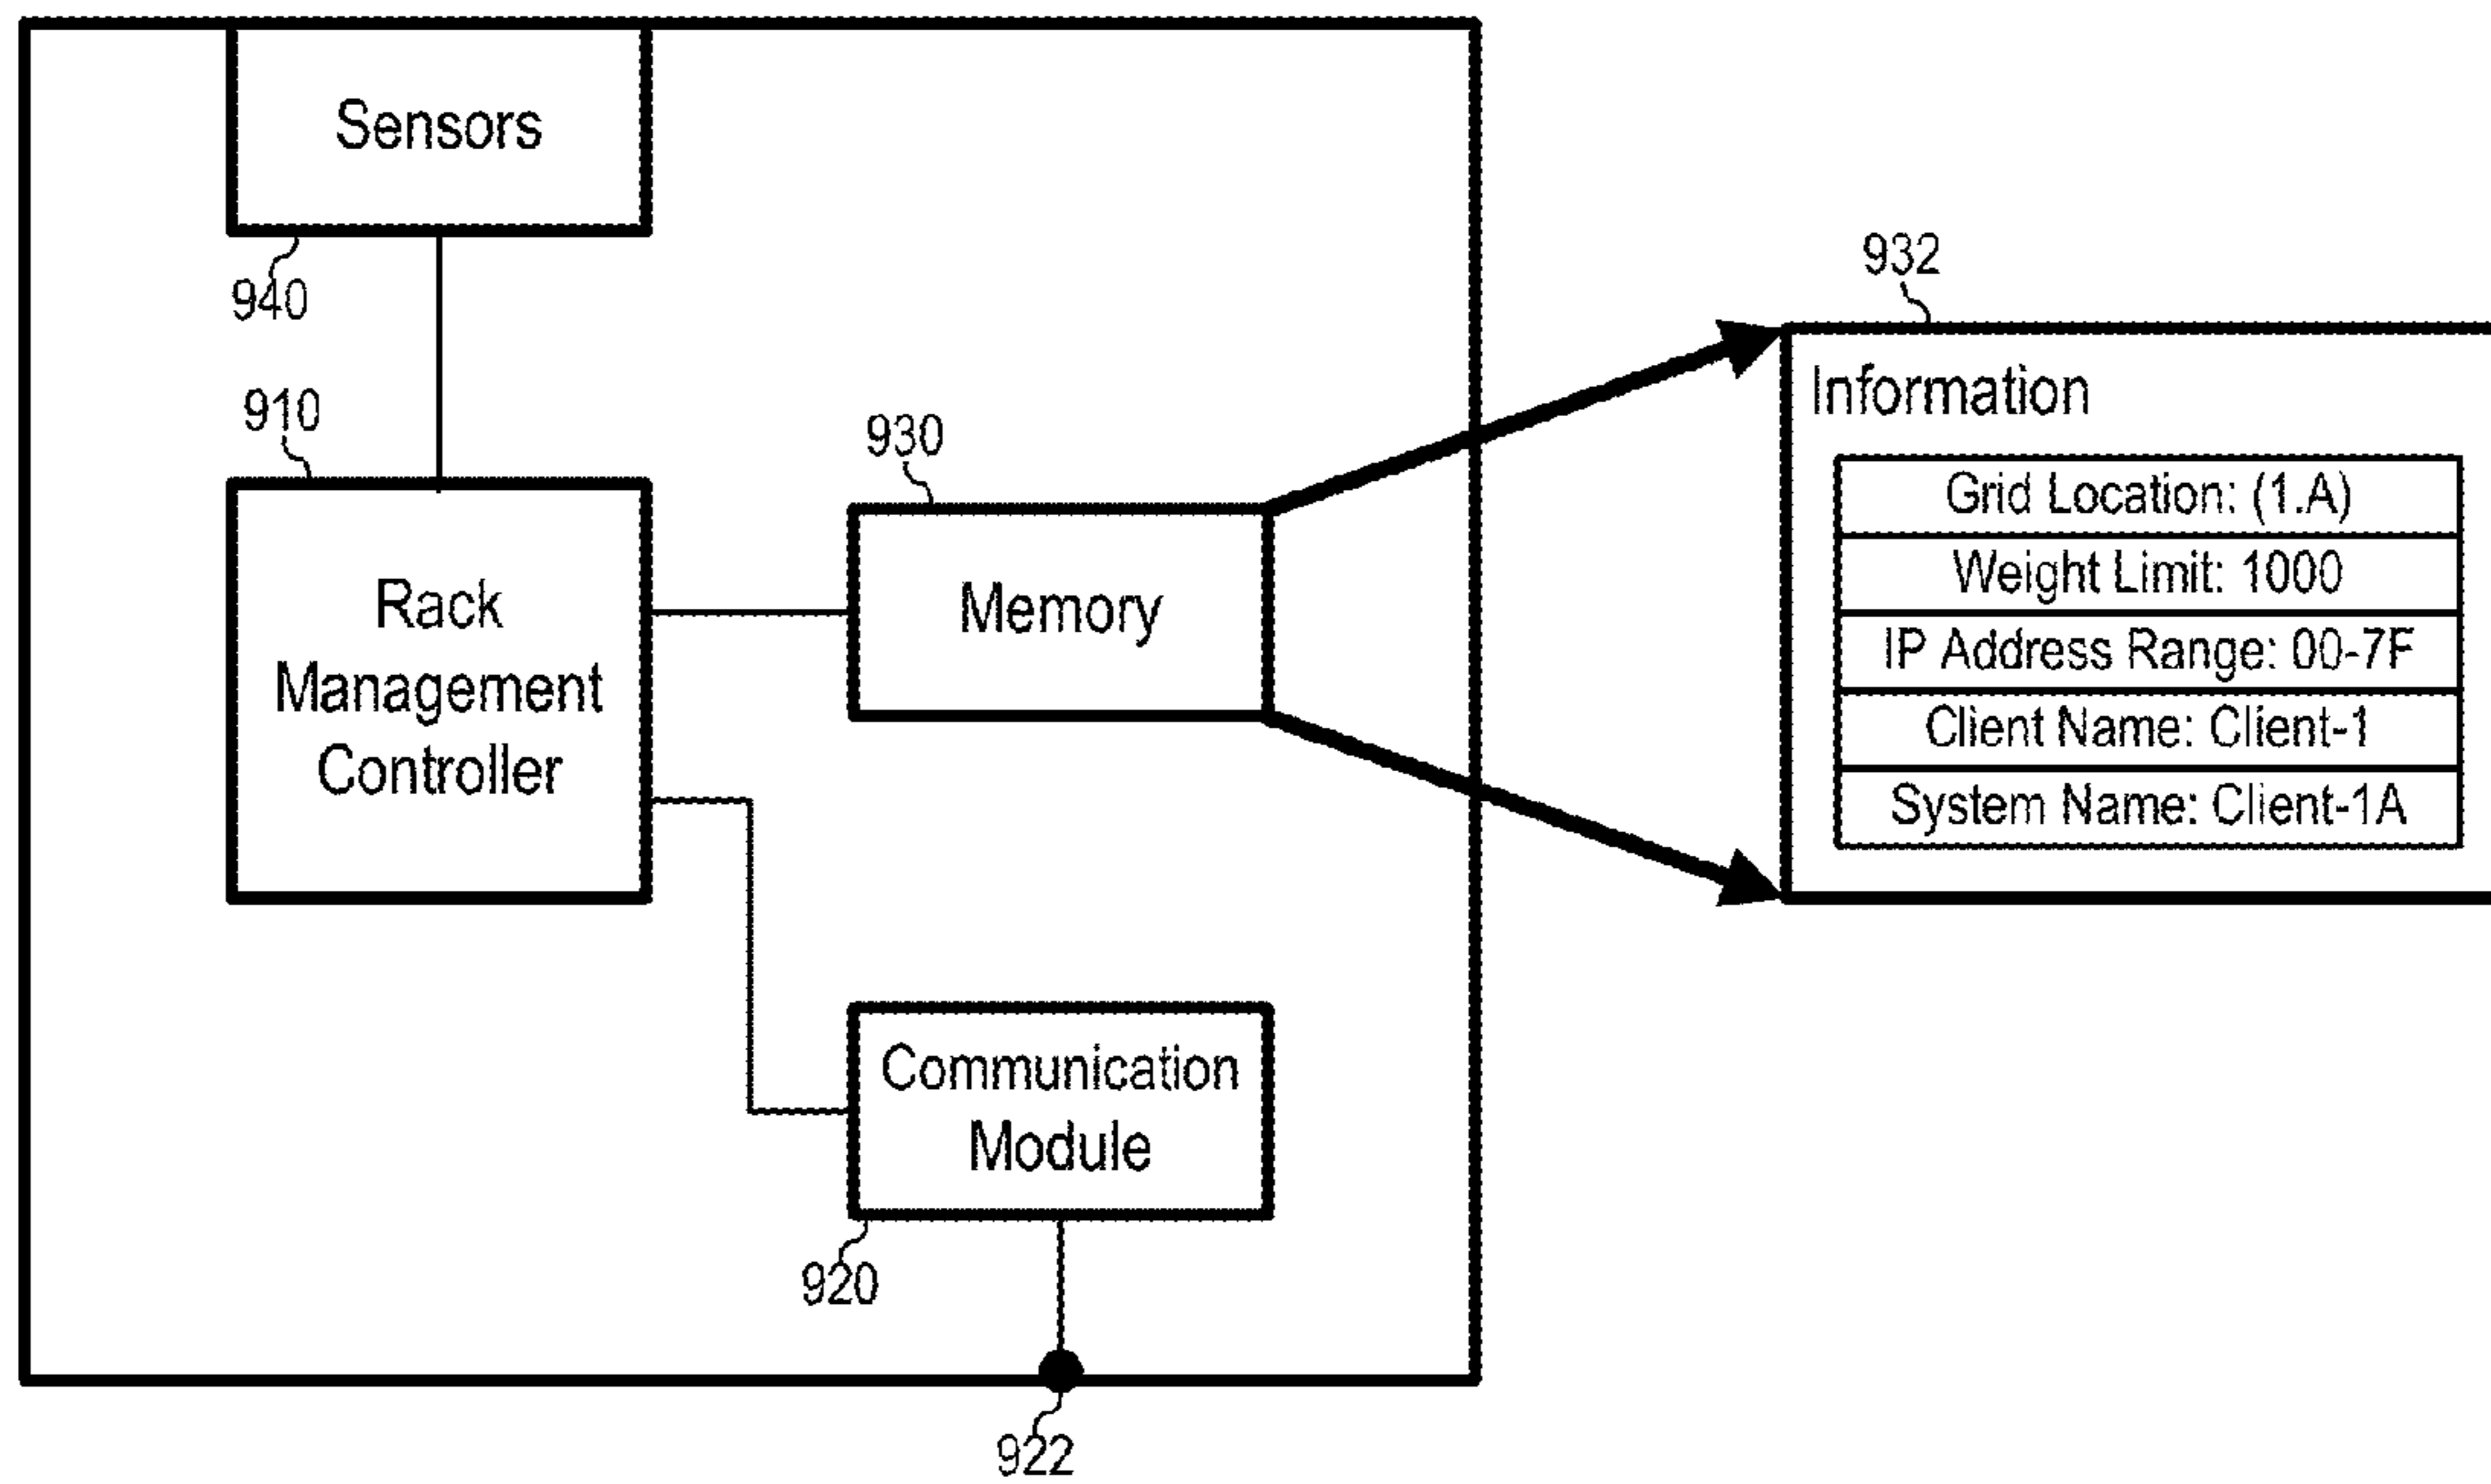 Sensors
940
932
910
930
Information
Grid Location: (1.A)
Weight Limit: 1000
IP Address Range: 00-7F
Client Name: Client-1
System Name: Client-1A
Rack
Management
Controller
Memory
Communication
Module
920
922